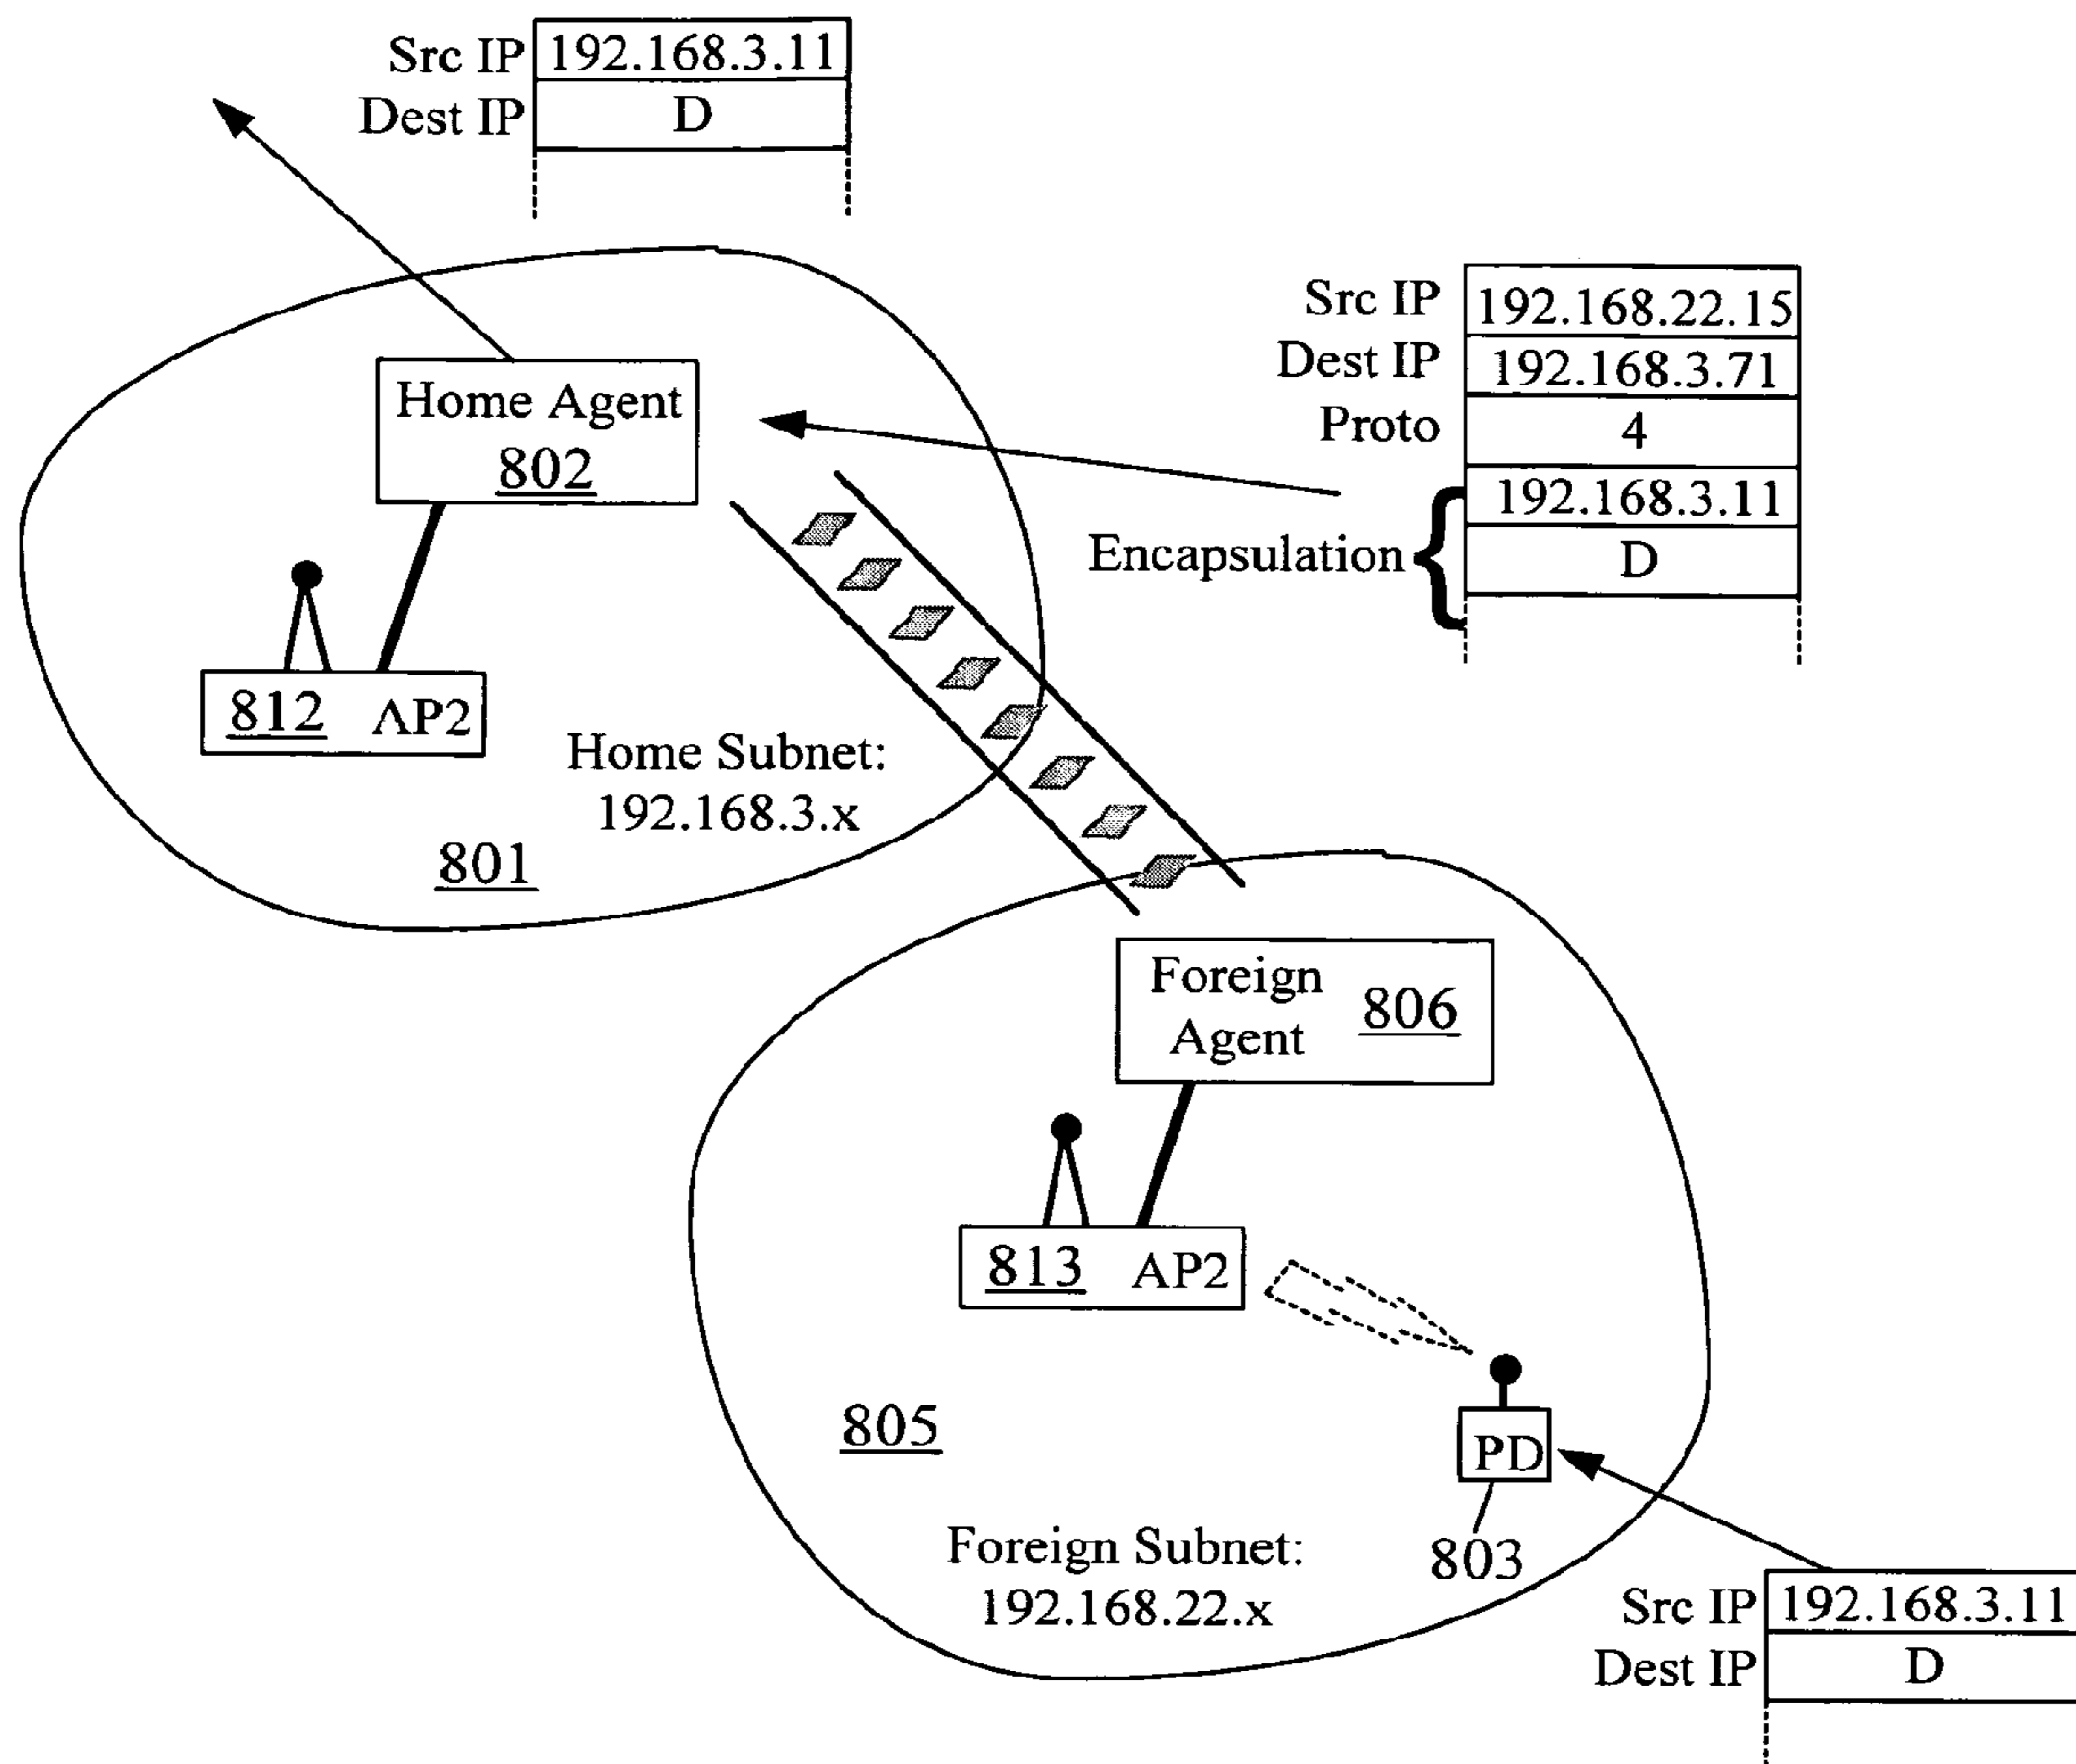 Src IP 192.168.3.11
Dest IP D
Src IP 192.168.22.15
Dest IP 192.168.3.71
Proto 4
192.168.3.11
Encapsulation
D
Home Agent
802
812 AP2
Home Subnet:
192.168.3.x
801
Foreign
Agent
806
813 AP2
805
PD
803
Foreign Subnet:
192.168.22.x
Src IP 192.168.3.11
Dest IP D